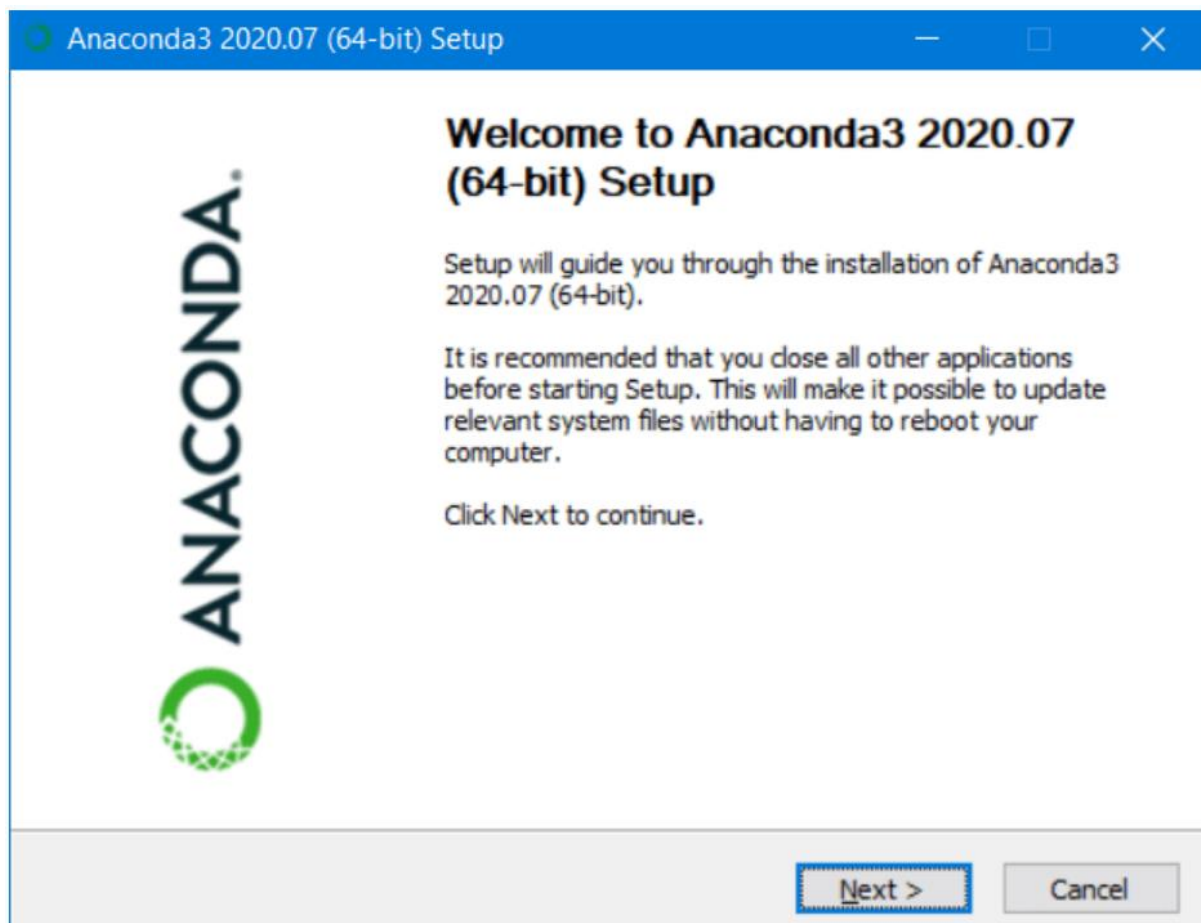 Anaconda3 2020.07 (64-bit) Setup
Welcome to Anaconda3 2020.07
(64-bit) Setup
ANACONDA.
Setup will guide you through the installation of Anaconda3
2020.07 (64-bit).
It is recommended that you close all other applications
before starting Setup. This will make it possible to update
relevant system files without having to reboot your
computer.
Click Next to continue.
Next >
Cancel